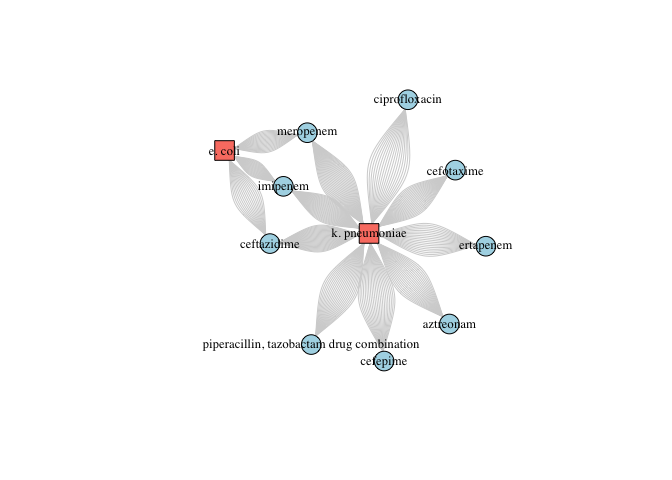 ciprofloxacin
meropenem
e. coli
cefotaxime
imipenem
k. pneumoniae
ceftazidime
ertapenem
aztreonam
piperacillin, tazobactam drug combination
cefepime